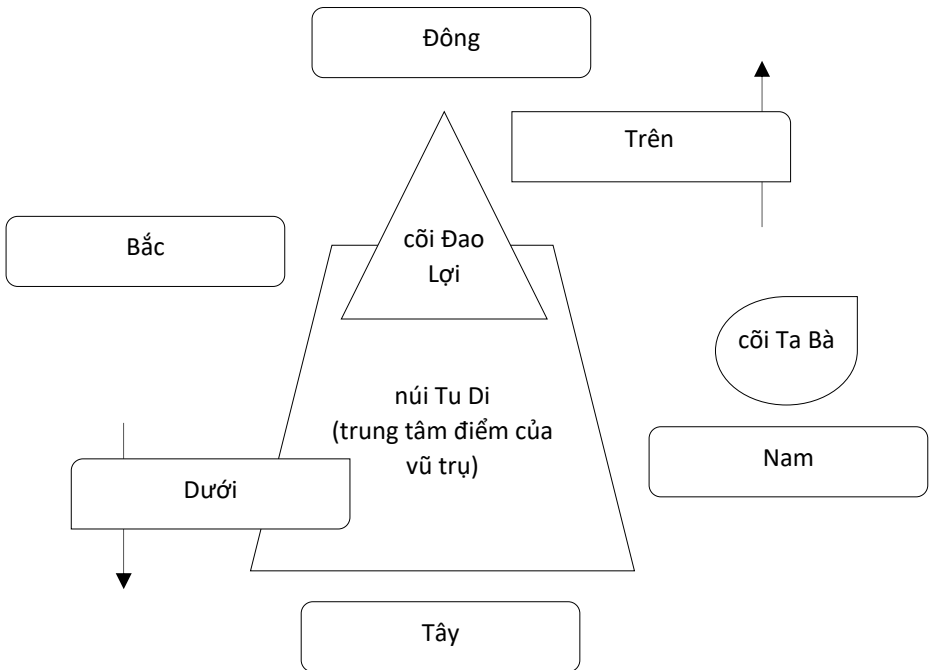 Đông
Trên
Bắc
cõi Đao
Lợi
cõi Ta Bà
núi Tu Di
(trung tâm điểm của
vũ trụ)
Nam
Dưới
Tây